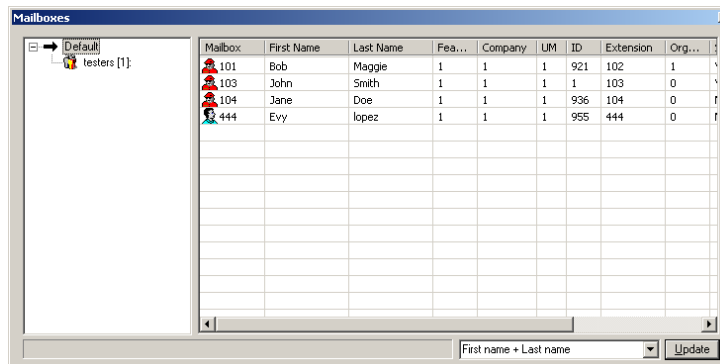 Mailboxes
Default
testers [1]:
Mailbox First Name Last Name Fea... Company UM ID Extension Org...
101 Bob Maggie 1 1 1 921 102 1
103 John Smith 1 1 1 1 103 0
104 Jane Doe 1 1 1 936 104 0
444 Evy lopez 1 1 1 955 444 0
First name + Last name
Update